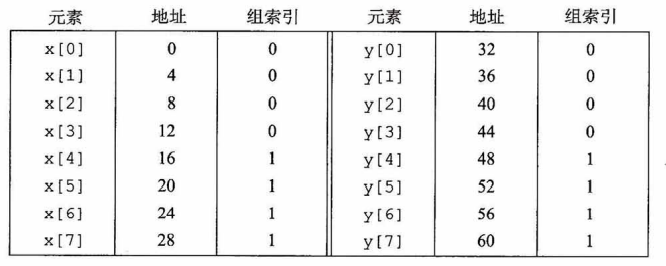 元素 地址 组索引 元素 地址 组索引
x[0] 0 0 y[0] 32 0
x[1] 4 0 y[1] 36 0
x[2] 8 0 y[2] 40 0
x[3] 12 0 y[3] 44 0
x[4] 16 1 y[4] 48 1
x[5] 20 1 y[5] 52 1
x[6] 24 1 y[6] 56 1
x[7] 28 1 y[7] 60 1